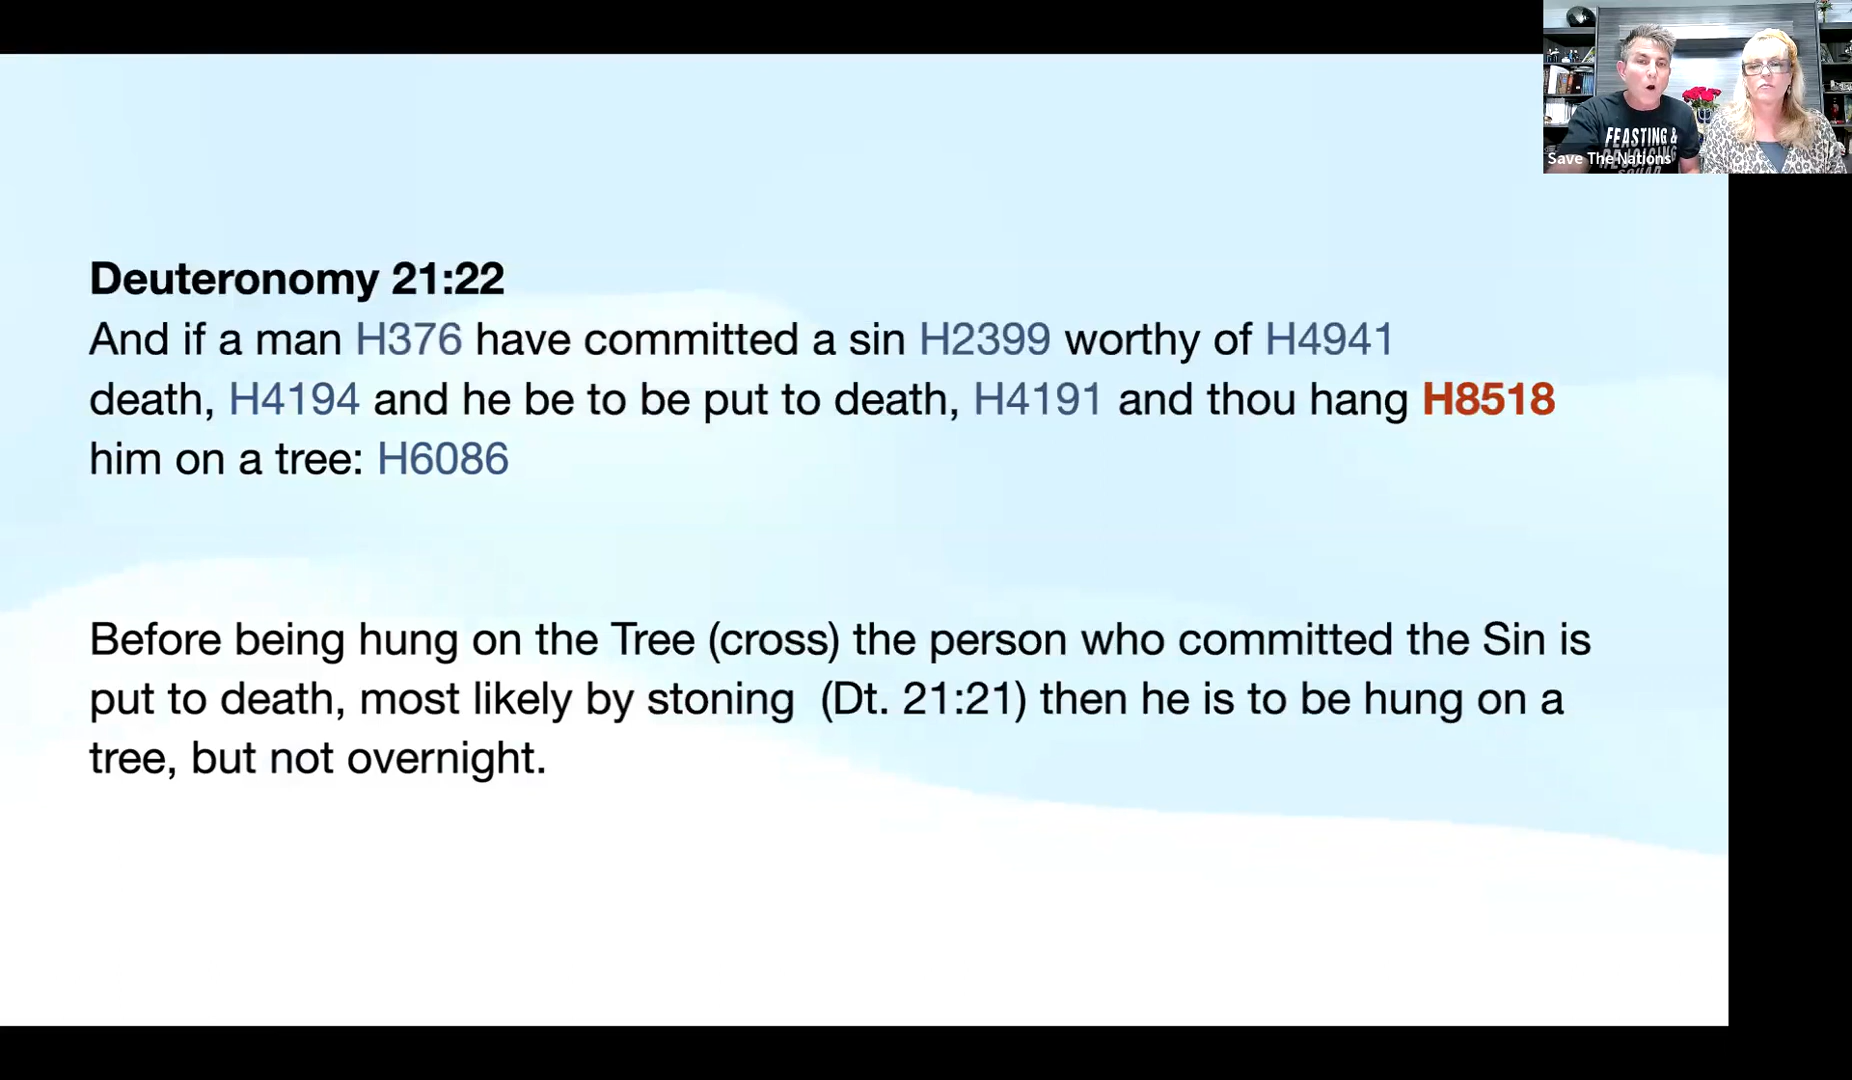 Deuteronomy 21:22
And if a man H376 have committed a sin H2399 worthy of H4941
death, H4194 and he be to be put to death, H4191 and thou hang H8518
him on a tree: H6086
Before being hung on the Tree (cross) the person who committed the Sin is
put to death, most likely by stoning (Dt. 21:21) then he is to be hung on a
tree, but not overnight.
FEASTING &
REJOICING
SQUAD
Save The Nations